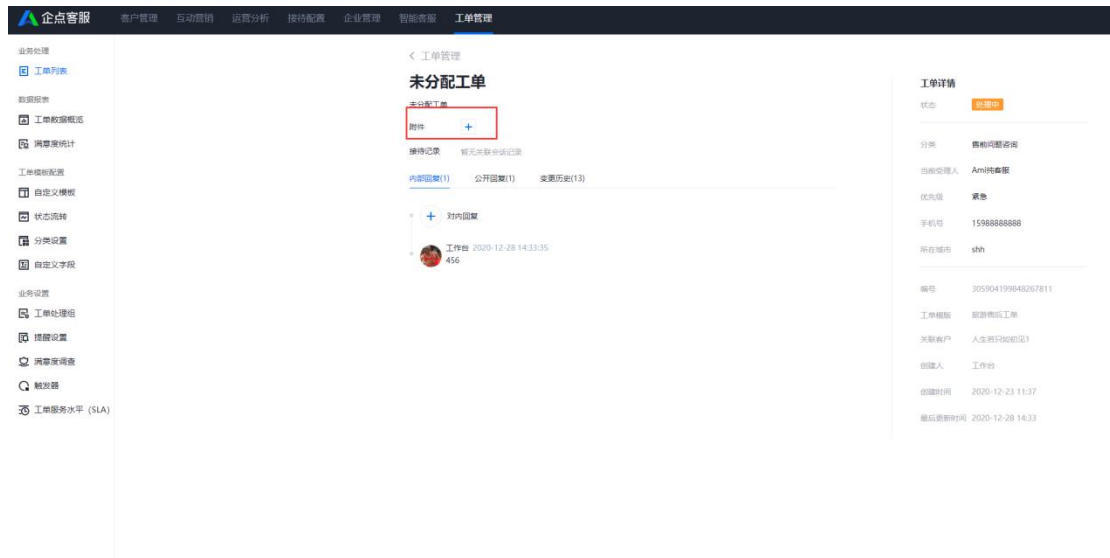 企点客服
客户管理 互动营销 运营分析 接待配置 企业管理 智能客服 工单管理
业务处理
工单列表
数据报表
工单数据概览
满意度统计
工单模板配置
自定义模板
状态流转
分类设置
自定义字段
业务设置
工单处理组
提醒设置
满意度调查
触发器
工单服务水平 (SLA)
< 工单管理
未分配工单
未分配工单
附件 +
接待记录 暂无关联会话记录
内部回复(1) 公开回复(1) 变更历史(13)
+ 对内回复
工作台 2020-12-28 14:33:35
456
工单详情
状态 处理中
分类 售前问题咨询
当前受理人 Ami纯客服
优先级 紧急
手机号 15988888888
所在城市 shh
编号 305904199848267811
工单模板 旅游售后工单
关联客户 人生若只如初见1
创建人 工作台
创建时间 2020-12-23 11:37
最后更新时间 2020-12-28 14:33